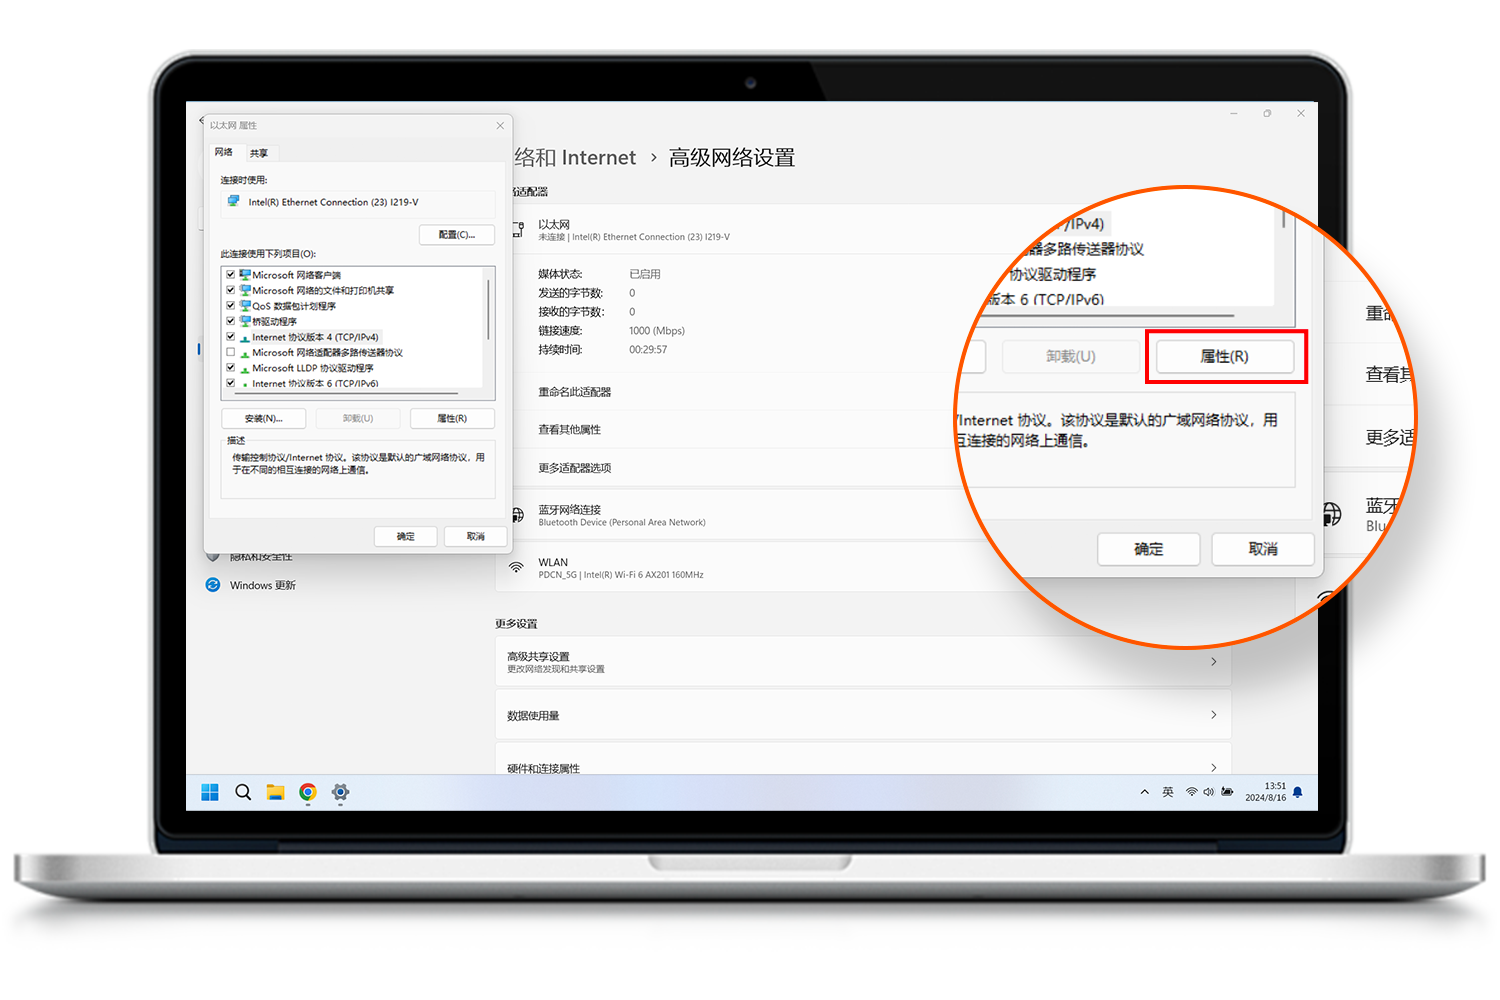 以太网 属性
网络
共享
连接时使用:
Intel(R) Ethernet Connection (23) I219-V
配置(C)...
此连接使用下列项目(O):
Microsoft 网络客户端
Microsoft 网络的文件和打印机共享
QoS 数据包计划程序
桥驱动程序
Internet 协议版本 4 (TCP/IPv4)
Microsoft 网络适配器多路传送器协议
Microsoft LLDP 协议驱动程序
Internet 协议版本 6 (TCP/IPv6)
安装(N)...
卸载(U)
属性(R)
描述
传输控制协议/Internet 协议。该协议是默认的广域网络协议，用
于在不同的相互连接的网络上通信。
确定
取消
隐私和安全性
Windows 更新
络和 Internet › 高级网络设置
适配器
以太网
未连接 | Intel(R) Ethernet Connection (23) I219-V
媒体状态: 已启用
发送的字节数: 0
接收的字节数: 0
链接速度: 1000 (Mbps)
持续时间: 00:29:57
重命名此适配器
查看其他属性
更多适配器选项
蓝牙网络连接
Bluetooth Device (Personal Area Network)
WLAN
PDCN_5G | Intel(R) Wi-Fi 6 AX201 160MHz
更多设置
高级共享设置
更改网络发现和共享设置
数据使用量
硬件和连接属性
/IPv4)
器多路传送器协议
协议驱动程序
版本 6 (TCP/IPv6)
卸载(U)
属性(R)
/Internet 协议。该协议是默认的广域网络协议，用
互连接的网络上通信。
确定
取消
重命
查看其
更多适
蓝牙
Blu
英
13:51
2024/8/16